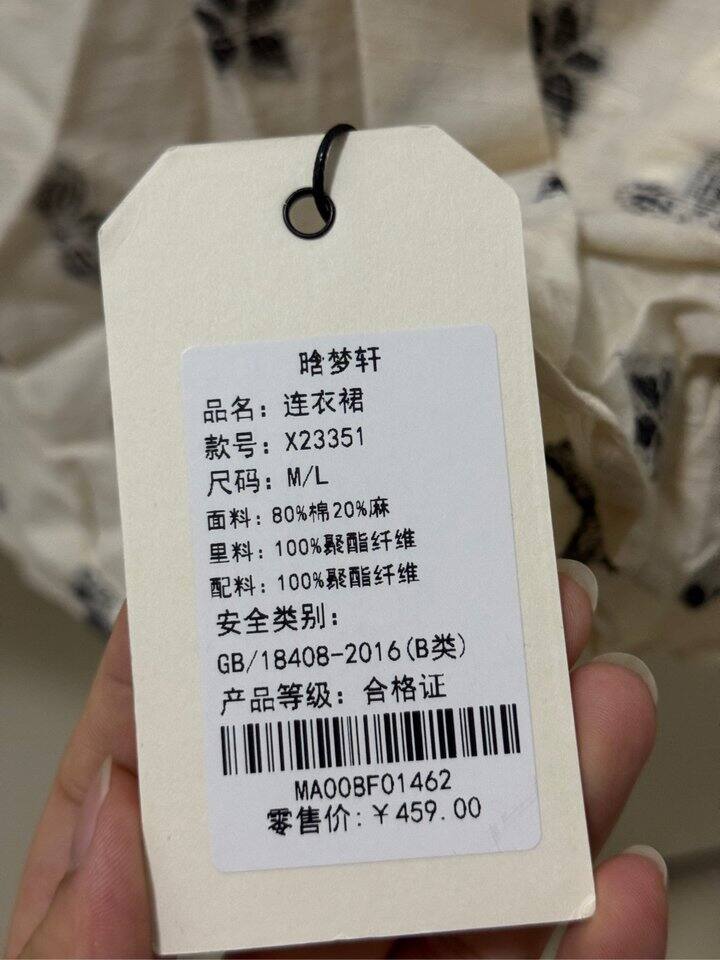 晗梦轩
品名：连衣裙
款号：X23351
尺码：M/L
面料：80%棉20%麻
里料：100%聚酯纤维
配料：100%聚酯纤维
安全类别：
GB/18408-2016(B类)
产品等级：合格证
MA00BF01462
零售价:￥459.00